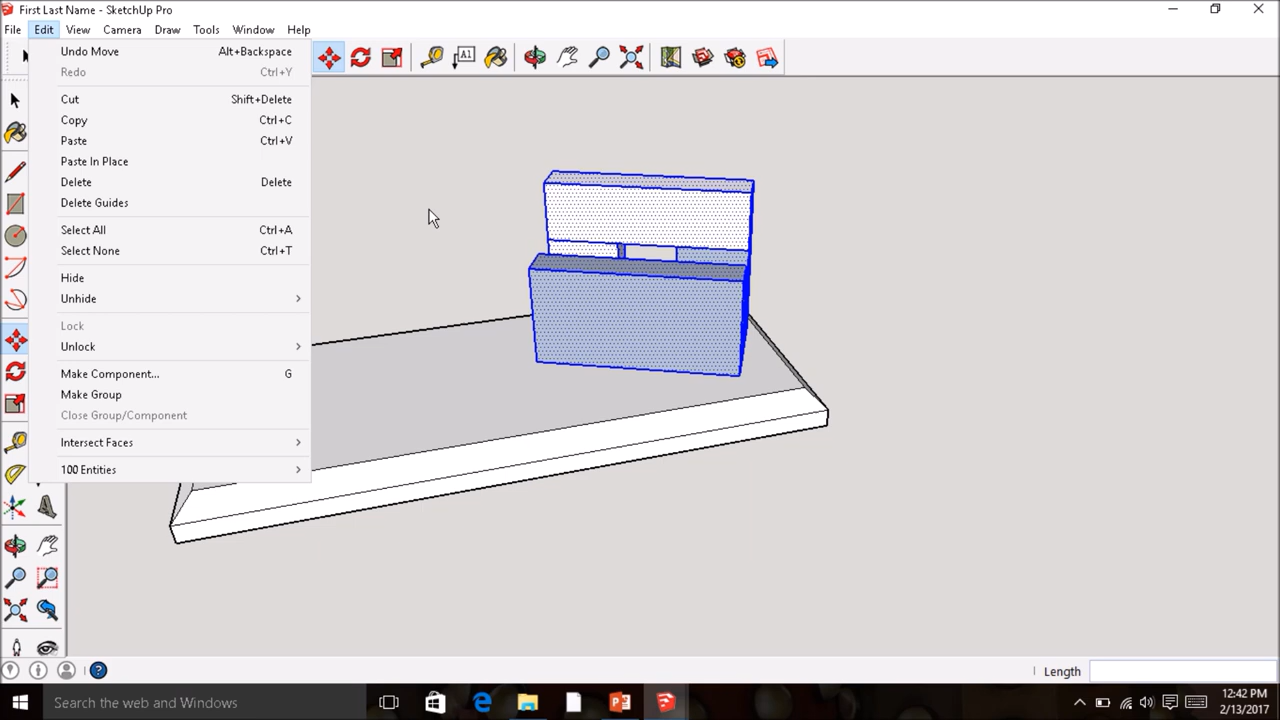 First Last Name - SketchUp Pro
File Edit View Camera Draw Tools Window Help
Undo Move Alt+Backspace
Redo Ctrl+Y
Cut Shift+Delete
Copy Ctrl+C
Paste Ctrl+V
Paste In Place
Delete Delete
Delete Guides
Select All Ctrl+A
Select None Ctrl+T
Hide
Unhide
Lock
Unlock
Make Component... G
Make Group
Close Group/Component
Intersect Faces
100 Entities
A1
Length
Search the web and Windows
12:42 PM
2/13/2017